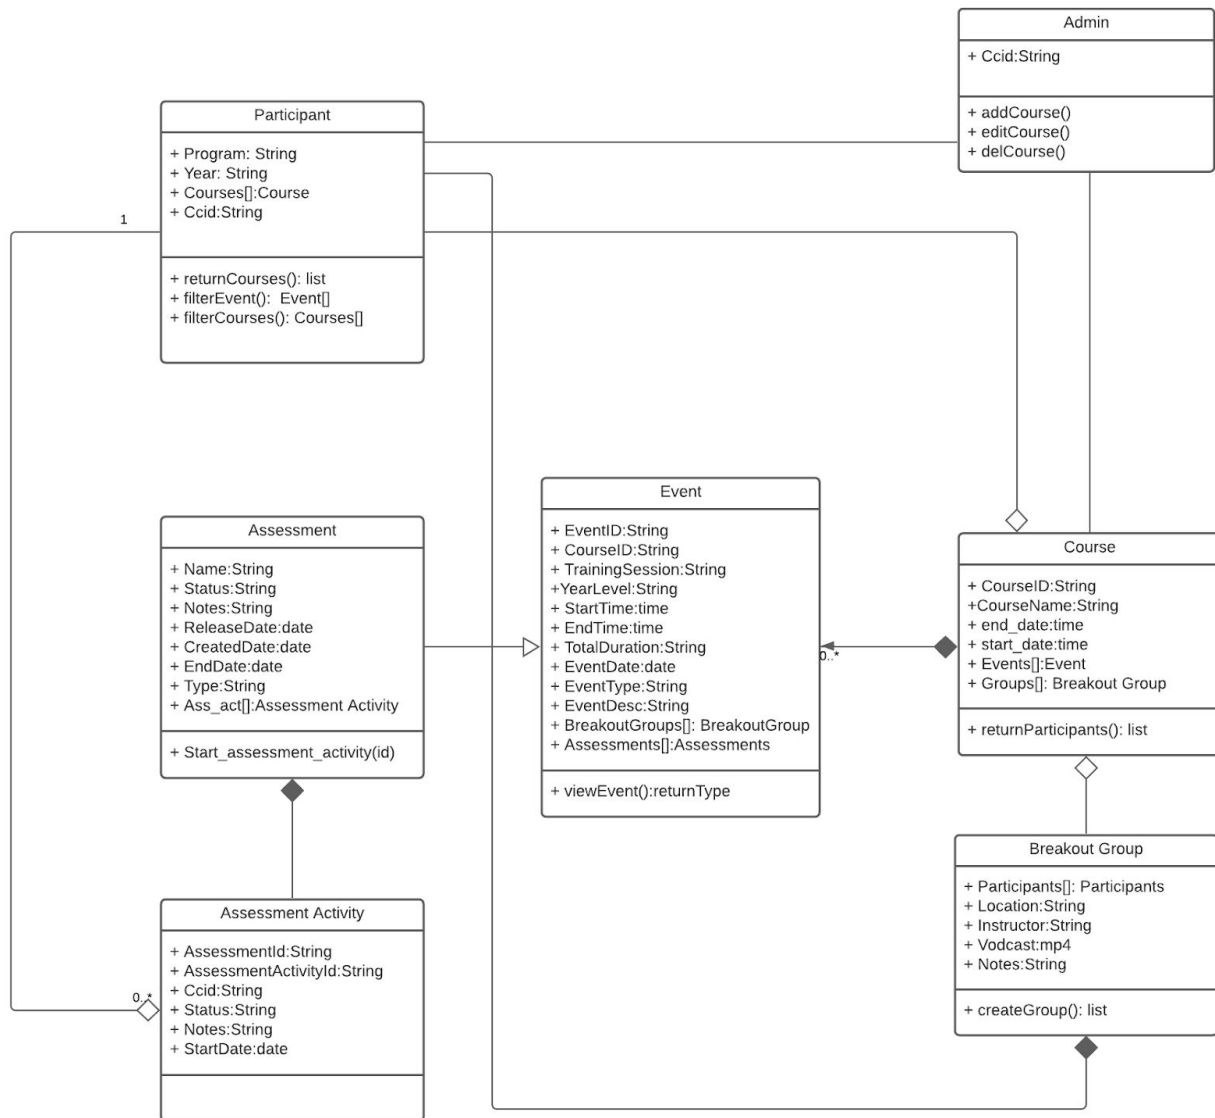 Admin
+ Ccid:String
+ addCourse()
+ editCourse()
+ delCourse()
Participant
+ Program: String
+ Year: String
+ Courses[]:Course
+ Ccid:String
+ returnCourses(): list
+ filterEvent():  Event[]
+ filterCourses(): Courses[]
1
Assessment
+ Name:String
+ Status:String
+ Notes:String
+ ReleaseDate:date
+ CreatedDate:date
+ EndDate:date
+ Type:String
+ Ass_act[]:Assessment Activity
+ Start_assessment_activity(id)
Event
+ EventID:String
+ CourseID:String
+ TrainingSession:String
+YearLevel:String
+ StartTime:time
+ EndTime:time
+ TotalDuration:String
+ EventDate:date
+ EventType:String
+ EventDesc:String
+ BreakoutGroups[]: BreakoutGroup
+ Assessments[]:Assessments
+ viewEvent():returnType
0..*
Course
+ CourseID:String
+CourseName:String
+ end_date:time
+ start_date:time
+ Events[]:Event
+ Groups[]: Breakout Group
+ returnParticipants(): list
Assessment Activity
+ AssessmentId:String
+ AssessmentActivityId:String
+ Ccid:String
+ Status:String
+ Notes:String
+ StartDate:date
0..*
Breakout Group
+ Participants[]: Participants
+ Location:String
+ Instructor:String
+ Vodcast:mp4
+ Notes:String
+ createGroup(): list